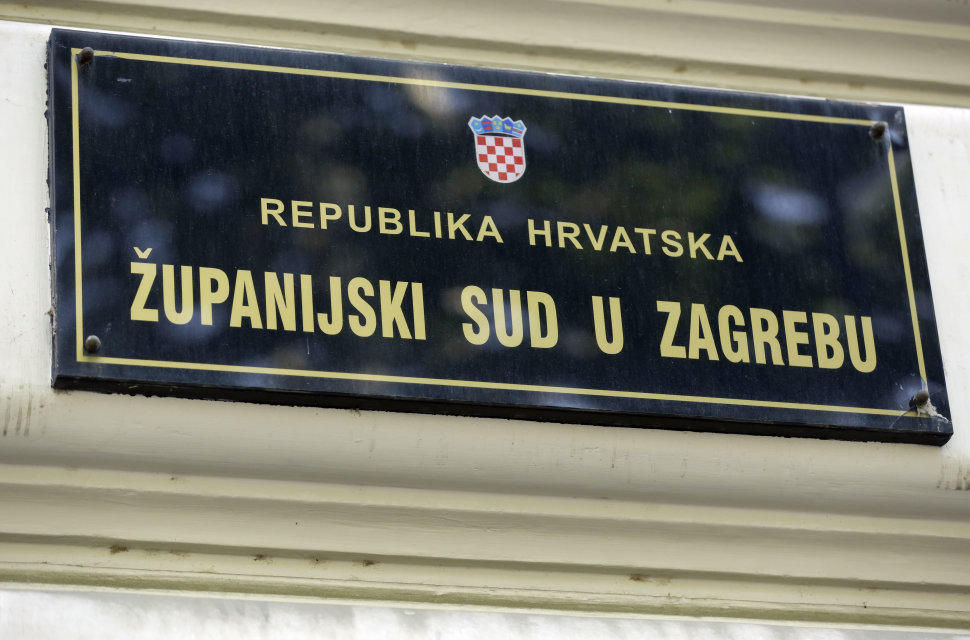 REPUBLIKA HRVATSKA
ŽUPANIJSKI SUD U ZAGREBU